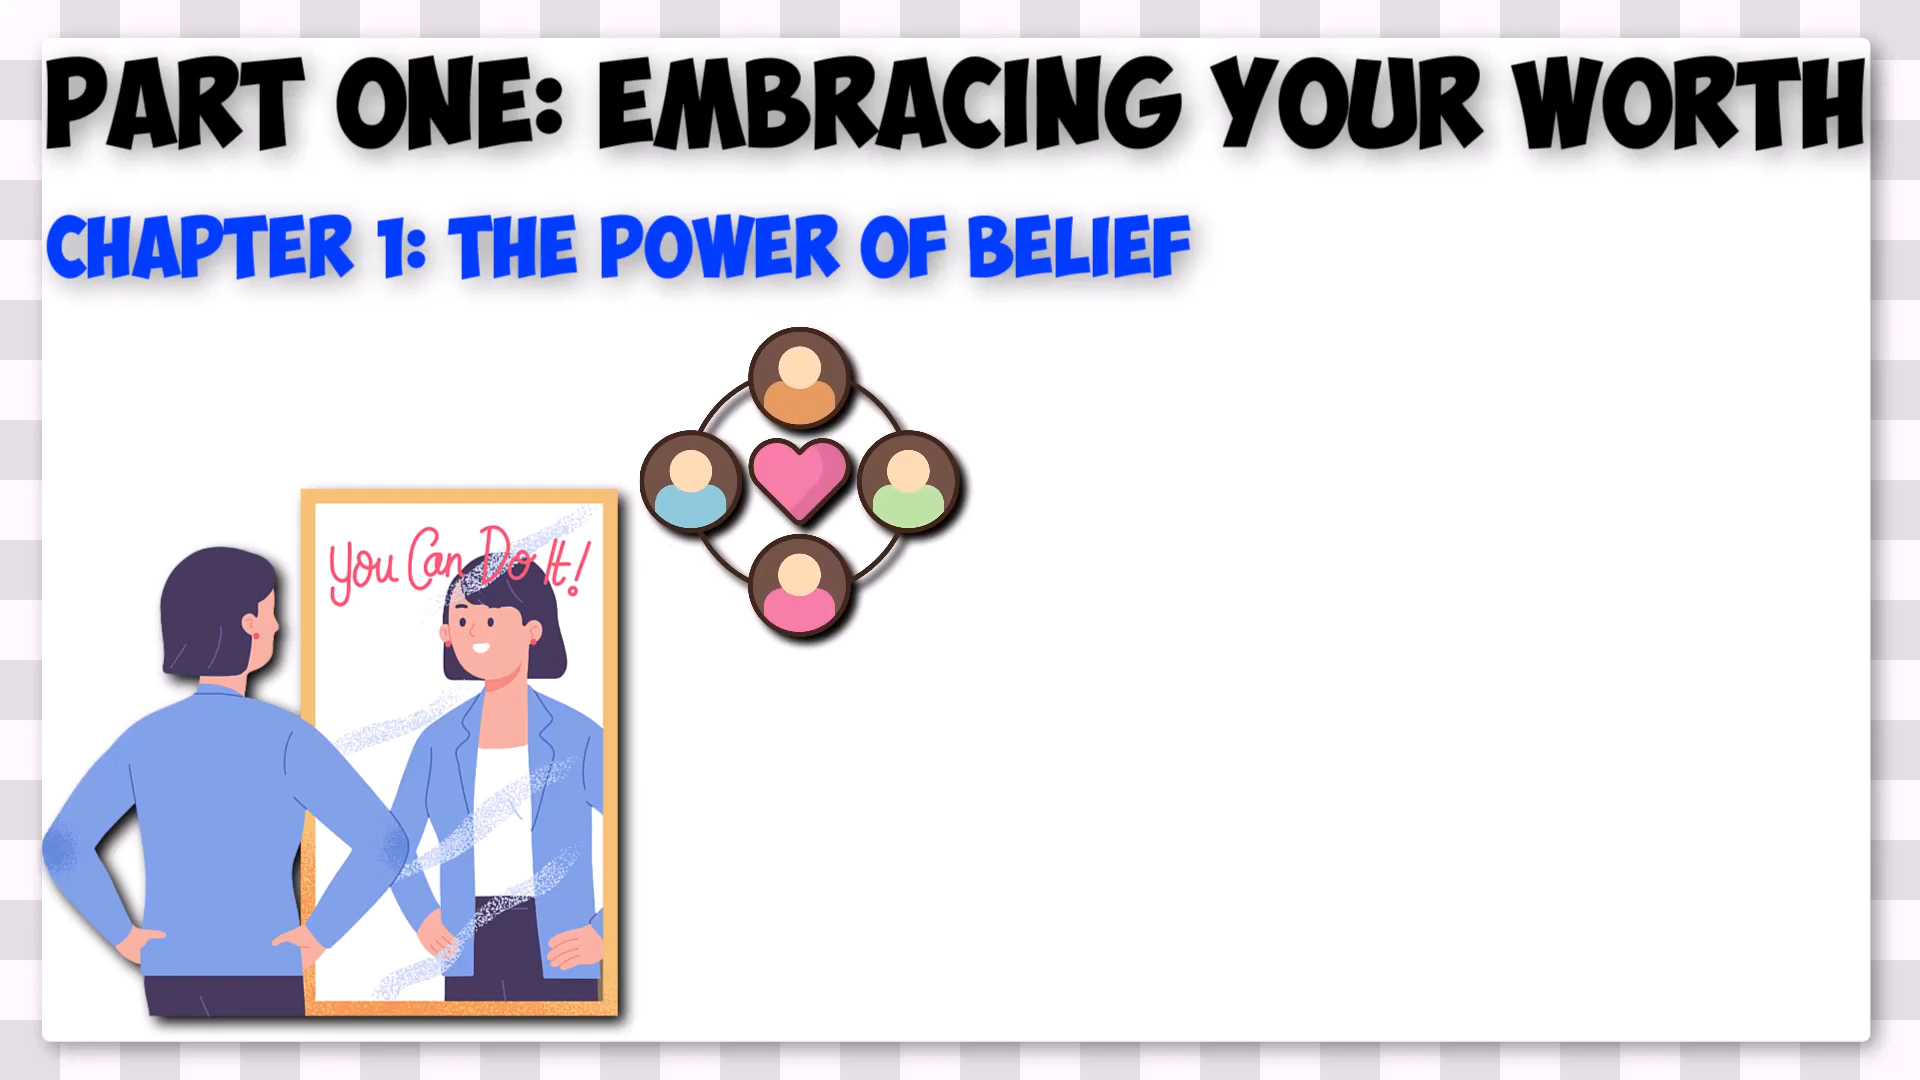 PART ONE: EMBRACING YOUR WORTH
CHAPTER 1: THE POWER OF BELIEF
You Can Do It!